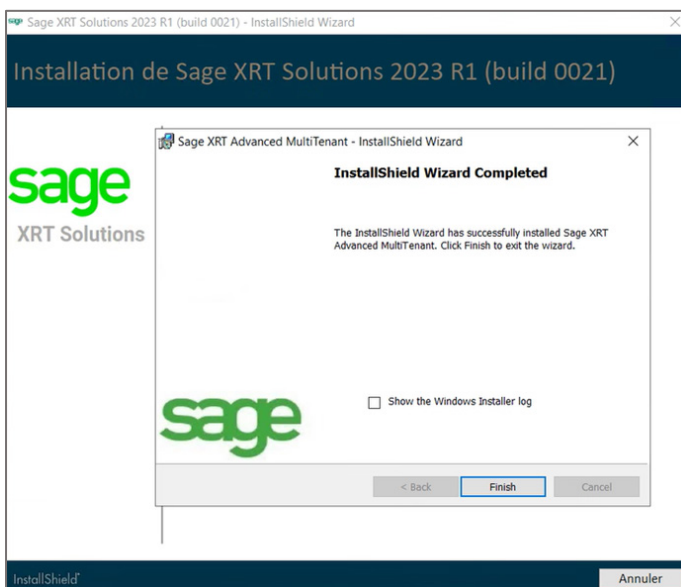 Sage XRT Solutions 2023 R1 (build 0021) - InstallShield Wizard
Installation de Sage XRT Solutions 2023 R1 (build 0021)
sage
XRT Solutions
Sage XRT Advanced MultiTenant - InstallShield Wizard
InstallShield Wizard Completed
The InstallShield Wizard has successfully installed Sage XRT
Advanced MultiTenant. Click Finish to exit the wizard.
Show the Windows Installer log
sage
< Back
Finish
Cancel
InstallShield
Annuler